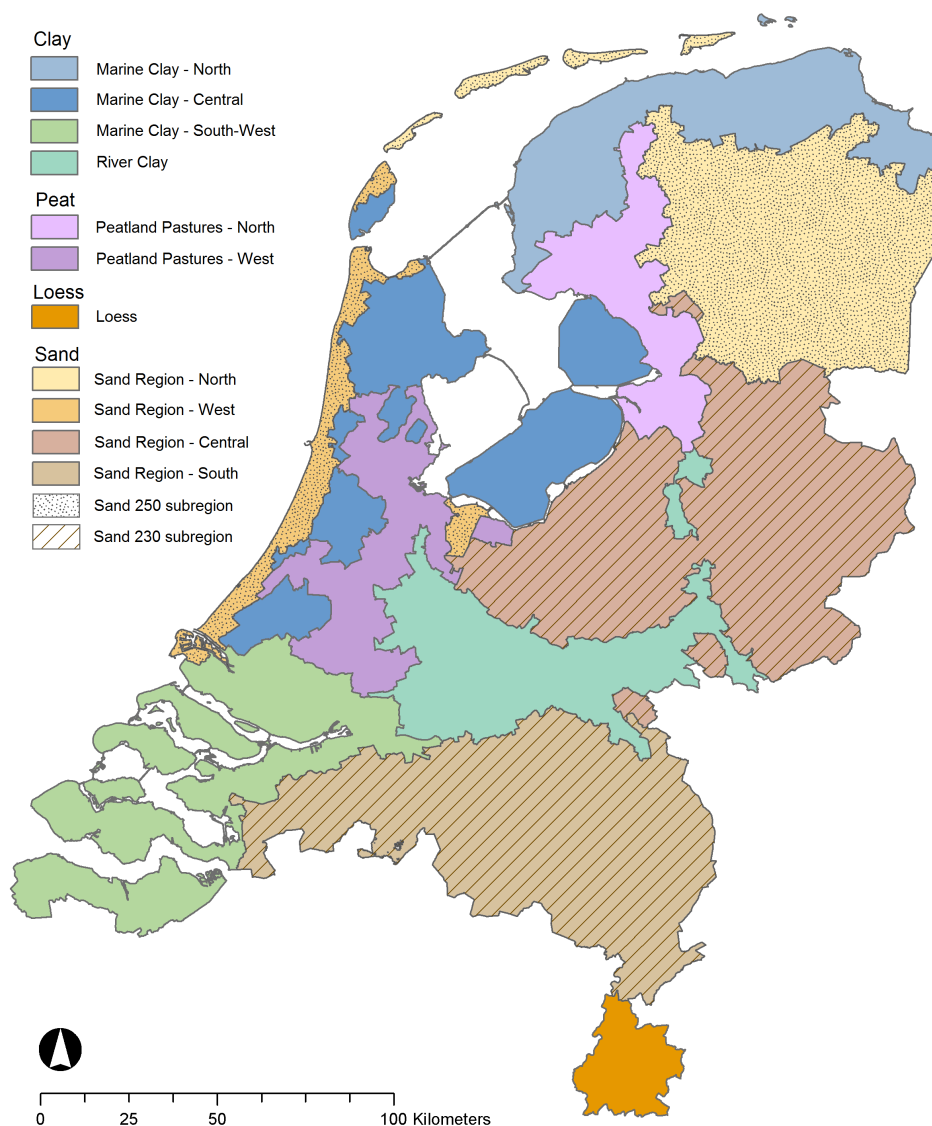 Clay
Marine Clay - North
Marine Clay - Central
Marine Clay - South-West
River Clay
Peat
Peatland Pastures - North
Peatland Pastures - West
Loess
Loess
Sand
Sand Region - North
Sand Region - West
Sand Region - Central
Sand Region - South
Sand 250 subregion
Sand 230 subregion
0 25 50 100 Kilometers